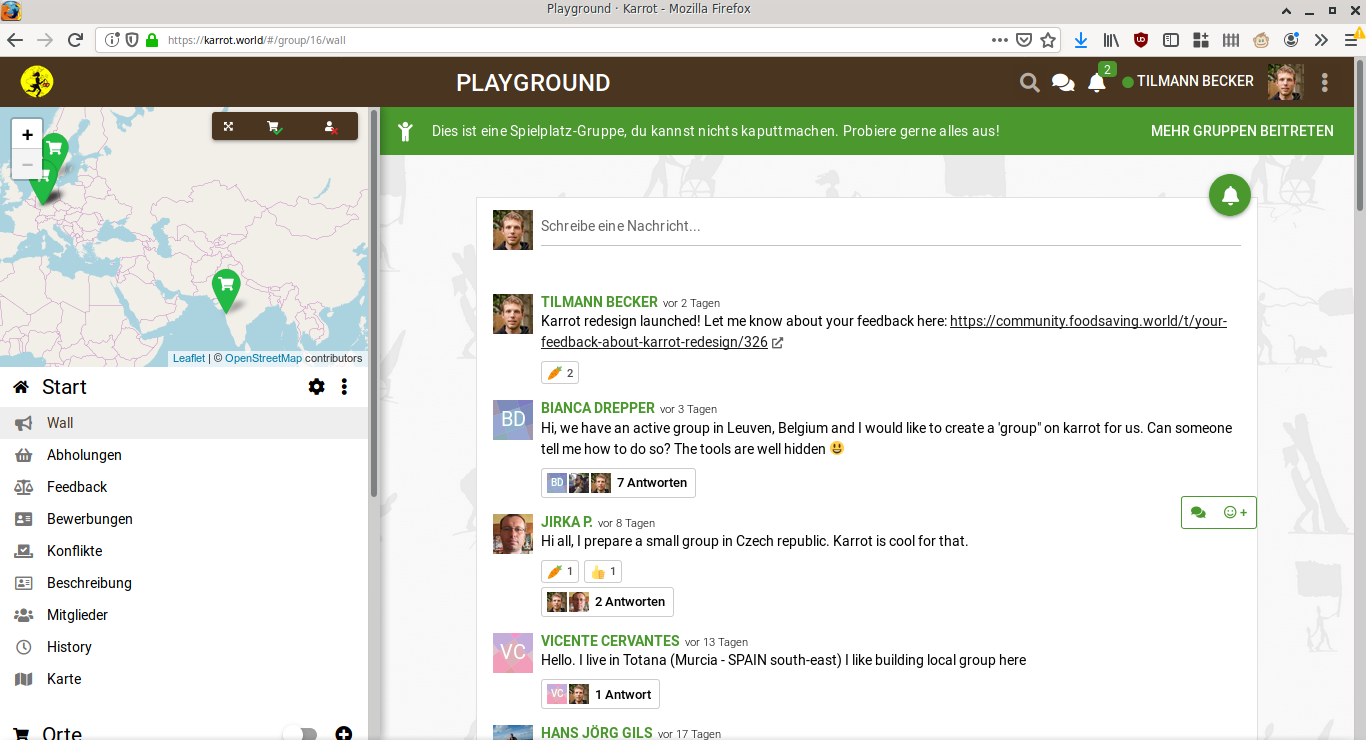 Playground · Karrot - Mozilla Firefox
https://karrot.world/#/group/16/wall
PLAYGROUND
2
TILMANN BECKER
+
−
Dies ist eine Spielplatz-Gruppe, du kannst nichts kaputtmachen. Probiere gerne alles aus!
MEHR GRUPPEN BEITRETEN
Leaflet | © OpenStreetMap contributors
Start
Wall
Abholungen
Feedback
Bewerbungen
Konflikte
Beschreibung
Mitglieder
History
Karte
Orte
Schreibe eine Nachricht...
TILMANN BECKER vor 2 Tagen
Karrot redesign launched! Let me know about your feedback here: https://community.foodsaving.world/t/your-
feedback-about-karrot-redesign/326
2
BD
BIANCA DREPPER vor 3 Tagen
Hi, we have an active group in Leuven, Belgium and I would like to create a 'group" on karrot for us. Can someone
tell me how to do so? The tools are well hidden 😃
BD 7 Antworten
JIRKA P. vor 8 Tagen
Hi all, I prepare a small group in Czech republic. Karrot is cool for that.
+
1 1
2 Antworten
VC
VICENTE CERVANTES vor 13 Tagen
Hello. I live in Totana (Murcia - SPAIN south-east) I like building local group here
VC 1 Antwort
HANS JÖRG GILS vor 17 Tagen